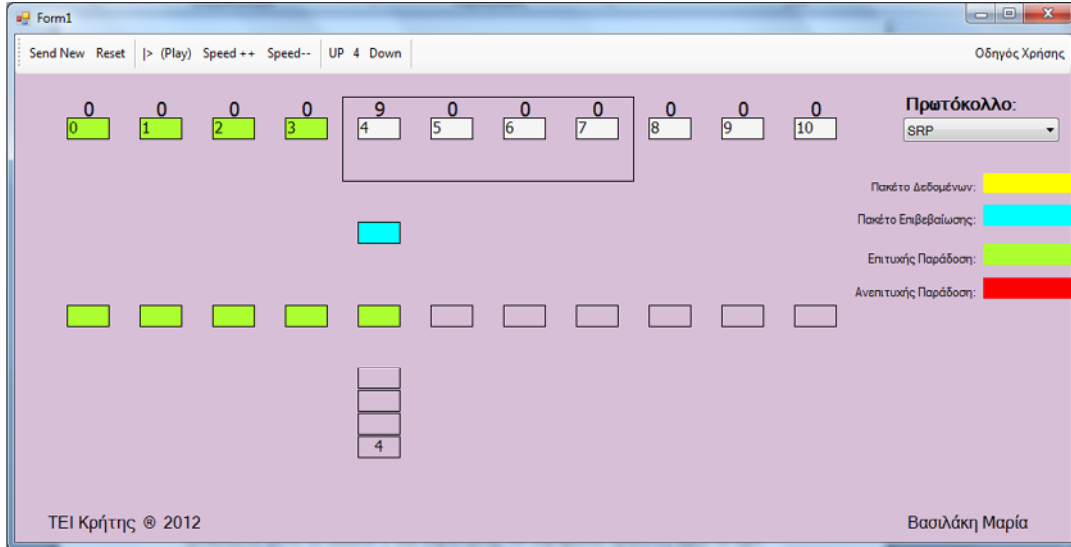 Form1
Send New Reset |> (Play) Speed ++ Speed-- UP 4 Down Οδηγός Χρήσης
0 0 0 0 9 0 0 0 0 0 0 Πρωτόκολλο:
0 1 2 3 4 5 6 7 8 9 10 SRP
Πακέτο Δεδομένων:
Πακέτο Επιβεβαίωσης:
Επιτυχής Παράδοση:
Ανεπιτυχής Παράδοση:
4
ΤΕΙ Κρήτης ® 2012 Βασιλάκη Μαρία